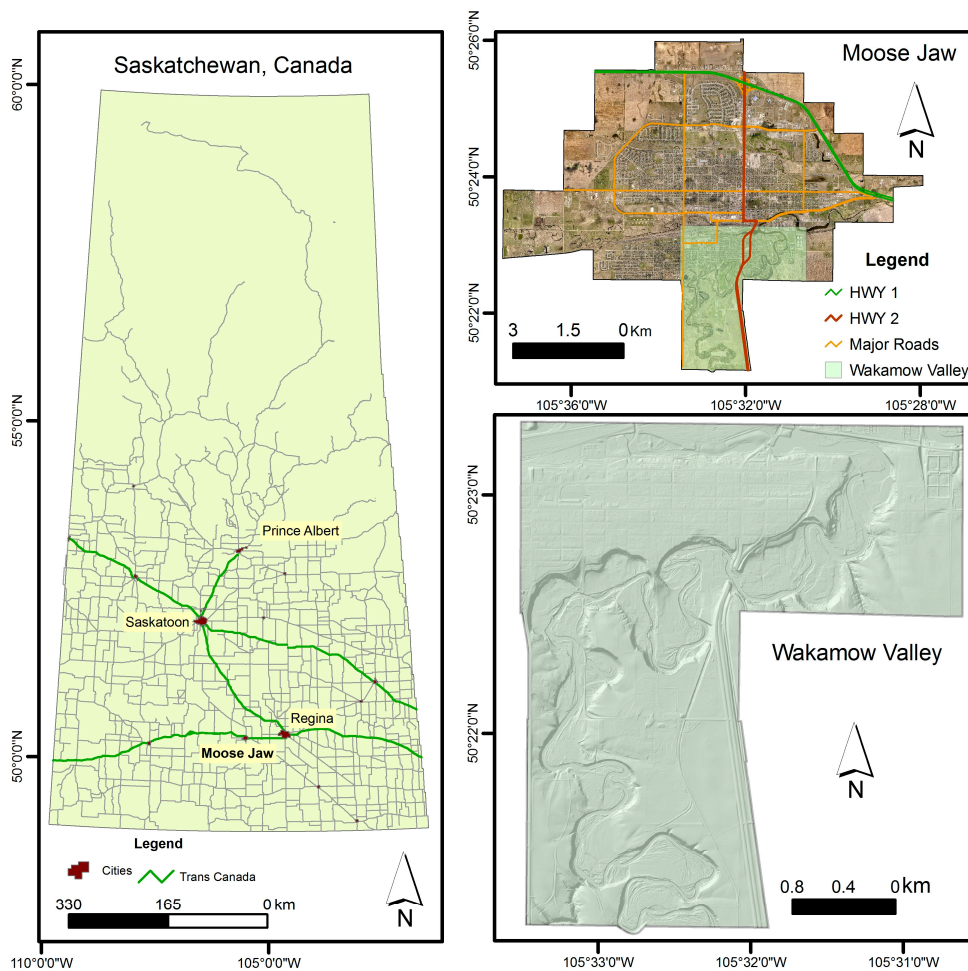 Saskatchewan, Canada
60°0'0"N
55°0'0"N
50°0'0"N
Prince Albert
Saskatoon
Regina
Moose Jaw
Legend
Cities
Trans Canada
330 165 0 km
N
110°0'0"W 105°0'0"W
Moose Jaw
50°26'0"N
50°24'0"N
50°22'0"N
N
Legend
HWY 1
HWY 2
Major Roads
Wakamow Valley
3 1.5 0 Km
105°36'0"W 105°32'0"W 105°28'0"W
50°23'0"N
50°22'0"N
Wakamow Valley
N
0.8 0.4 0 km
105°33'0"W 105°32'0"W 105°31'0"W